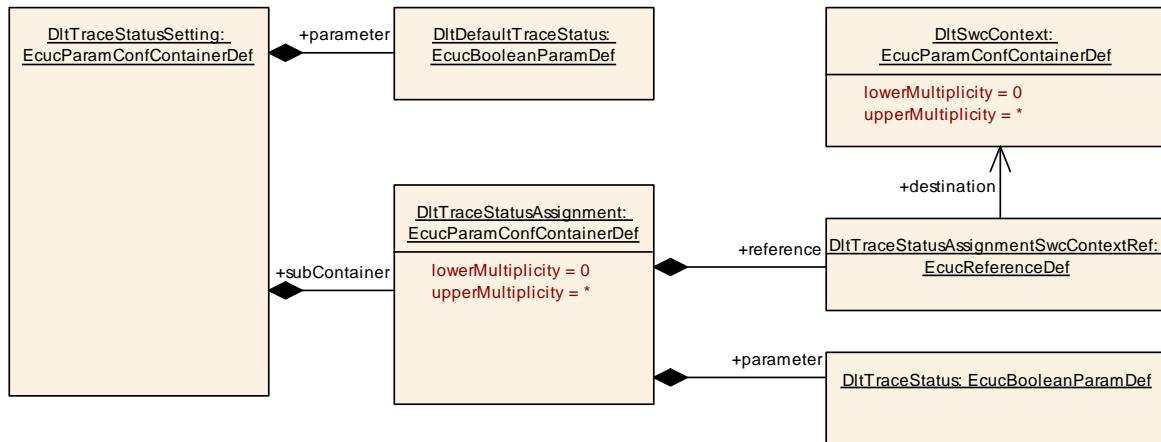 DltTraceStatusSetting:
EcucParamConfContainerDef
+parameter
DltDefaultTraceStatus:
EcucBooleanParamDef
DltSwcContext:
EcucParamConfContainerDef
lowerMultiplicity = 0
upperMultiplicity = *
+destination
DltTraceStatusAssignment:
EcucParamConfContainerDef
lowerMultiplicity = 0
upperMultiplicity = *
+subContainer
+reference
DltTraceStatusAssignmentSwcContextRef:
EcucReferenceDef
+parameter
DltTraceStatus: EcucBooleanParamDef